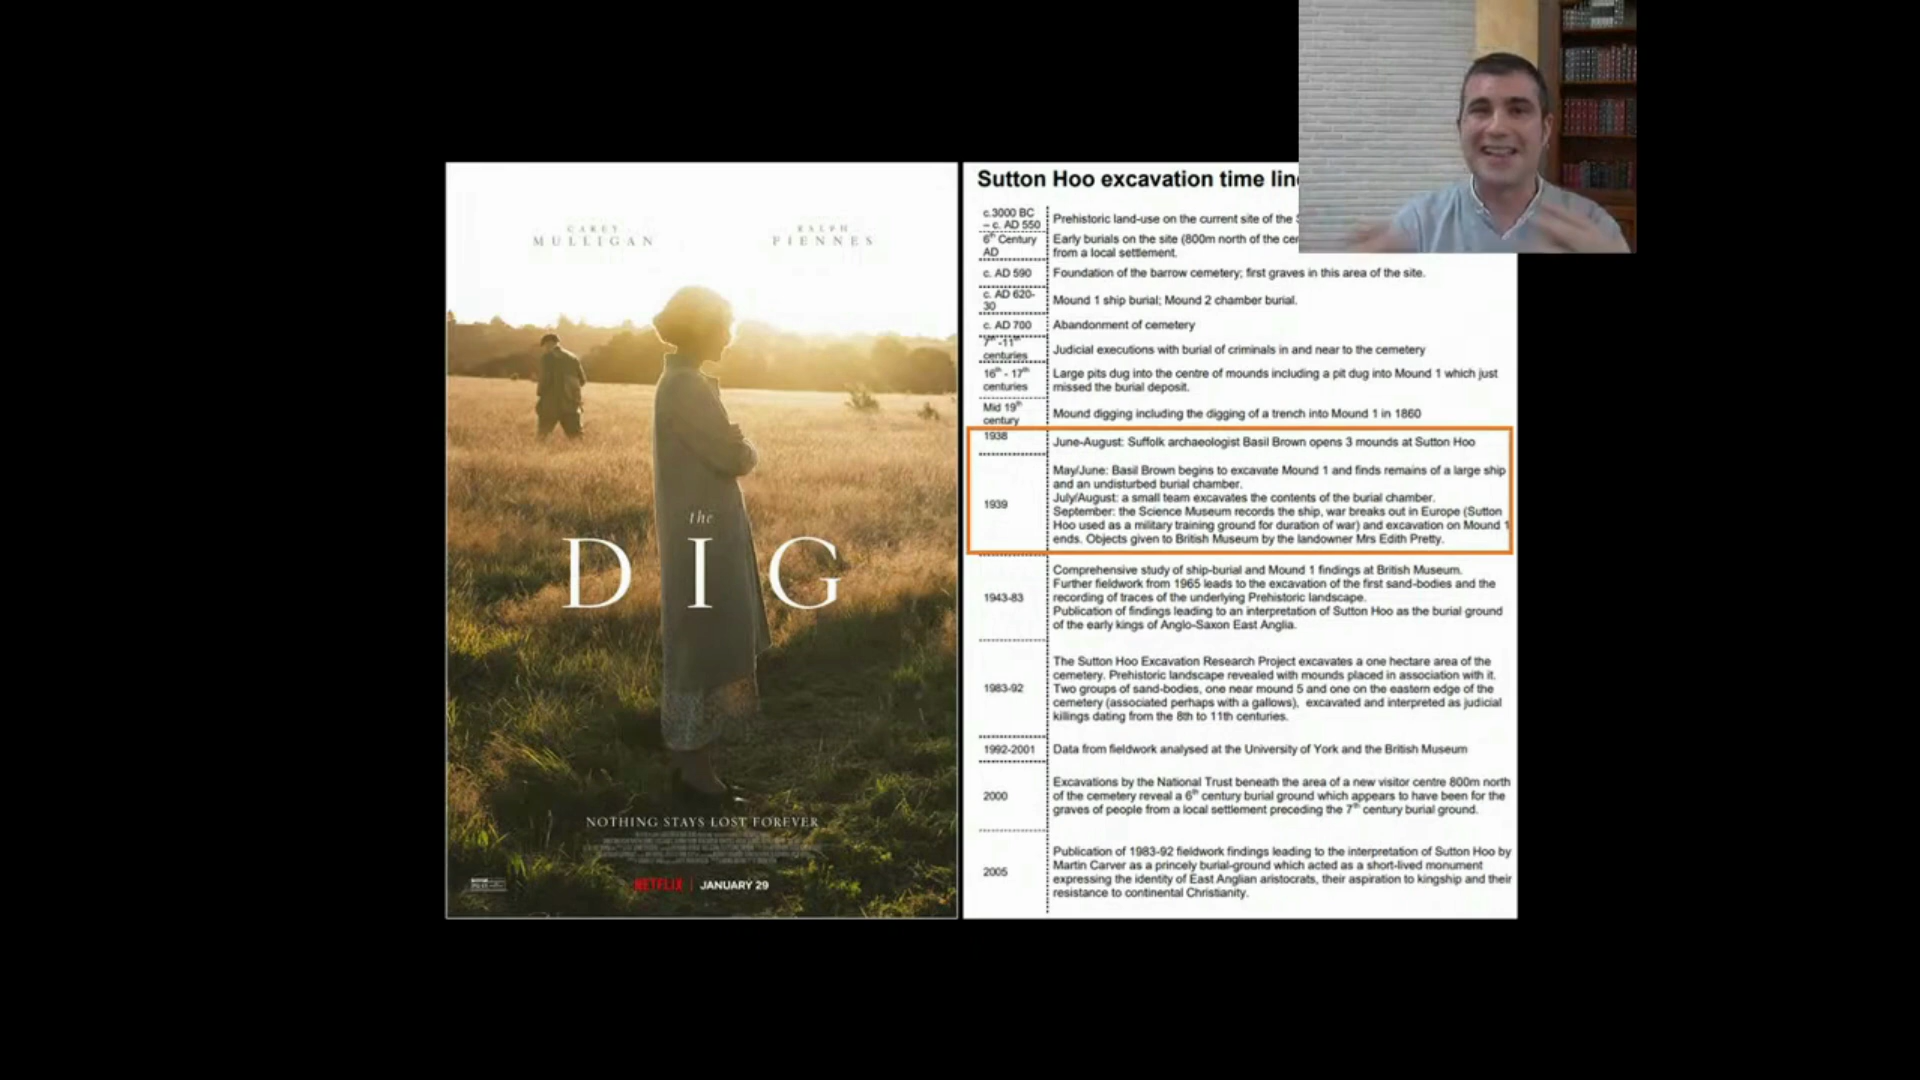 CAREY
MULLIGAN
RALPH
FIENNES
the
DIG
NOTHING STAYS LOST FOREVER
NETFLIX | JANUARY 29
Sutton Hoo excavation time
c.3000 BC
– c. AD 550
Prehistoric land-use on the current site of the
6th Century
AD
Early burials on the site (800m north of the
from a local settlement.
c. AD 590
Foundation of the barrow cemetery; first graves in this area of the site.
c. AD 620-
30
Mound 1 ship burial; Mound 2 chamber burial.
c. AD 700
Abandonment of cemetery
7th -11th
centuries
Judicial executions with burial of criminals in and near to the cemetery
16th - 17th
centuries
Large pits dug into the centre of mounds including a pit dug into Mound 1 which just
missed the burial deposit.
Mid 19th
century
Mound digging including the digging of a trench into Mound 1 in 1860
1938
June-August: Suffolk archaeologist Basil Brown opens 3 mounds at Sutton Hoo
1939
May/June: Basil Brown begins to excavate Mound 1 and finds remains of a large ship
and an undisturbed burial chamber.
July/August: a small team excavates the contents of the burial chamber.
September: the Science Museum records the ship, war breaks out in Europe (Sutton
Hoo used as a military training ground for duration of war) and excavation on Mound 1
ends. Objects given to British Museum by the landowner Mrs Edith Pretty.
1943-83
Comprehensive study of ship-burial and Mound 1 findings at British Museum.
Further fieldwork from 1965 leads to the excavation of the first sand-bodies and the
recording of traces of the underlying Prehistoric landscape.
Publication of findings leading to an interpretation of Sutton Hoo as the burial ground
of the early kings of Anglo-Saxon East Anglia.
1983-92
The Sutton Hoo Excavation Research Project excavates a one hectare area of the
cemetery. Prehistoric landscape revealed with mounds placed in association with it.
Two groups of sand-bodies, one near mound 5 and one on the eastern edge of the
cemetery (associated perhaps with a gallows), excavated and interpreted as judicial
killings dating from the 8th to 11th centuries.
1992-2001
Data from fieldwork analysed at the University of York and the British Museum
2000
Excavations by the National Trust beneath the area of a new visitor centre 800m north
of the cemetery reveal a 6th century burial ground which appears to have been for the
graves of people from a local settlement preceding the 7th century burial ground.
2005
Publication of 1983-92 fieldwork findings leading to the interpretation of Sutton Hoo by
Martin Carver as a princely burial-ground which acted as a short-lived monument
expressing the identity of East Anglian aristocrats, their aspiration to kingship and their
resistance to continental Christianity.